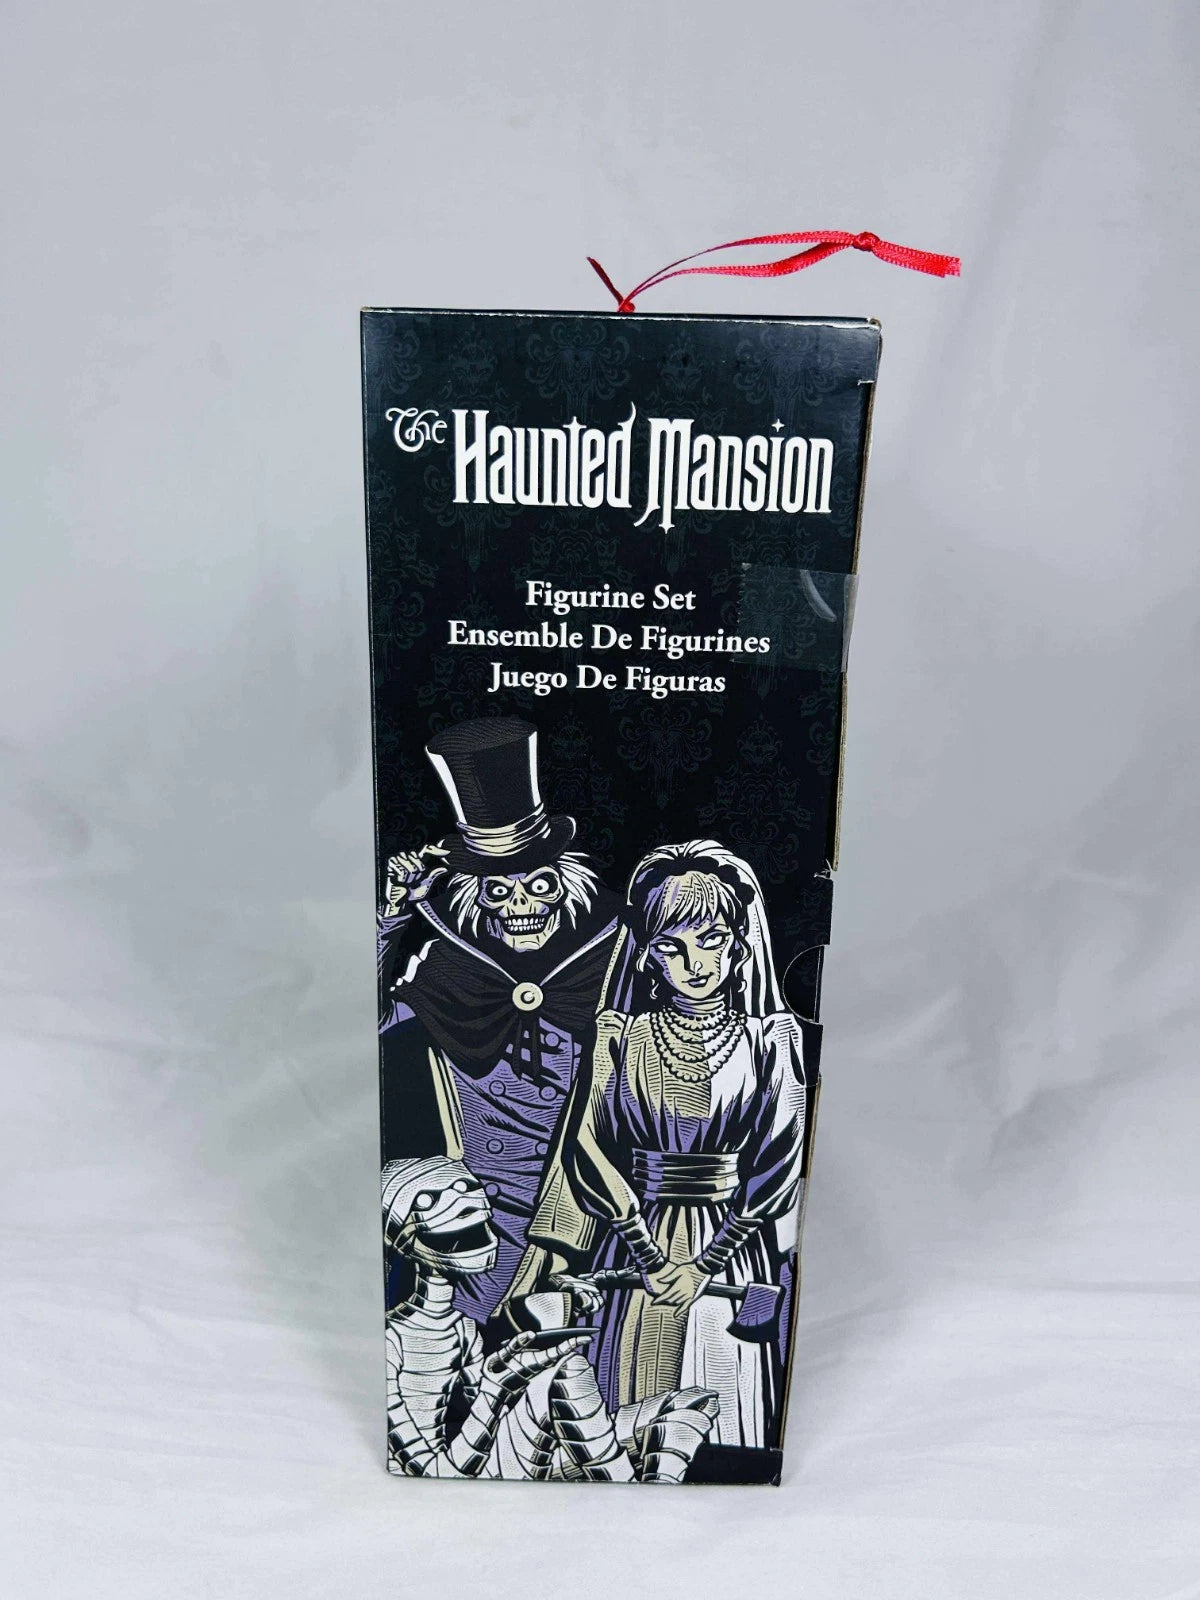 The Haunted Mansion
Figurine Set
Ensemble De Figurines
Juego De Figuras